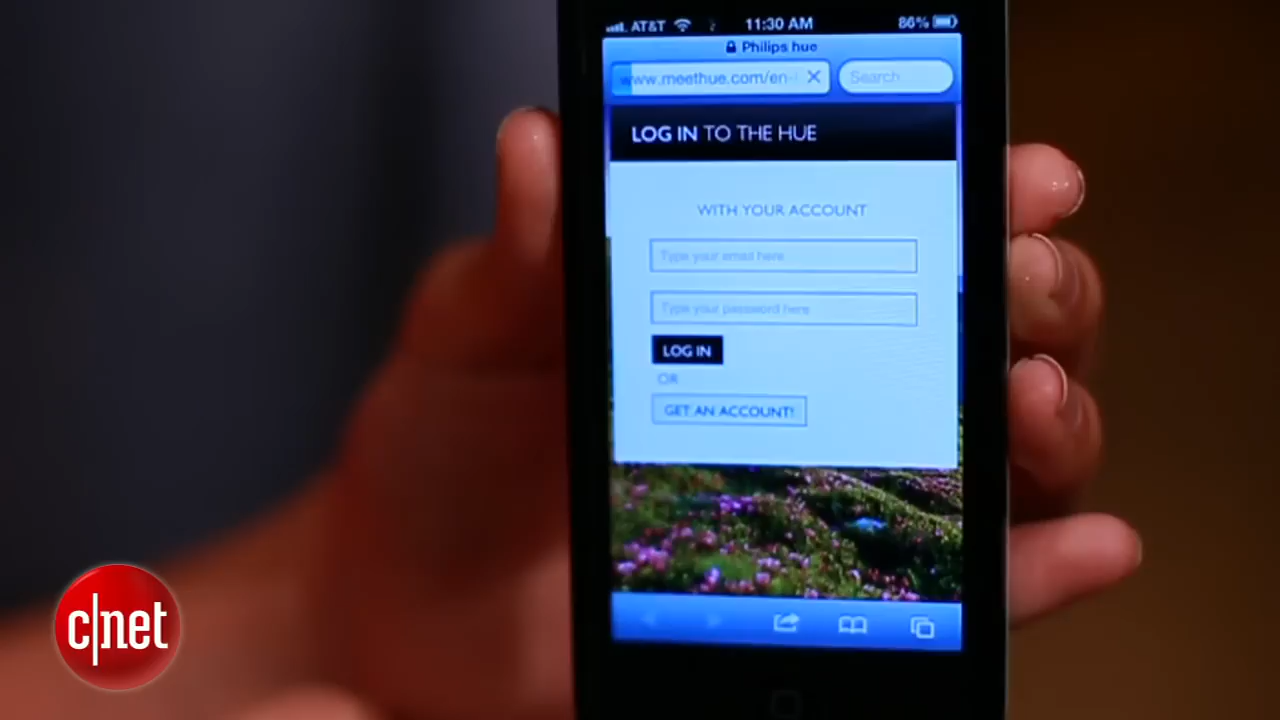 AT&T 11:30 AM 86%
Philips hue
www.meethue.com/en- Search
LOG IN TO THE HUE
WITH YOUR ACCOUNT
Type your email here
Type your password here
LOG IN
OR
GET AN ACCOUNT!
c|net